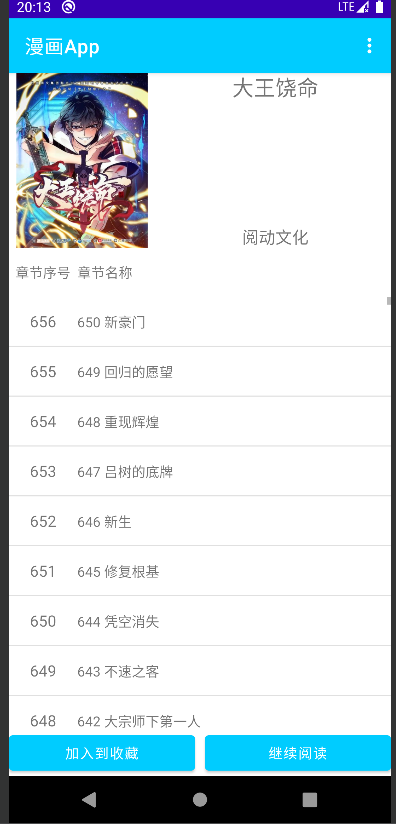 20:13
LTE
漫画App
大王饶命
大王饶命
阅动文化
章节序号 章节名称
656 650 新豪门
655 649 回归的愿望
654 648 重现辉煌
653 647 吕树的底牌
652 646 新生
651 645 修复根基
650 644 凭空消失
649 643 不速之客
648 642 大宗师下第一人
加入到收藏
继续阅读